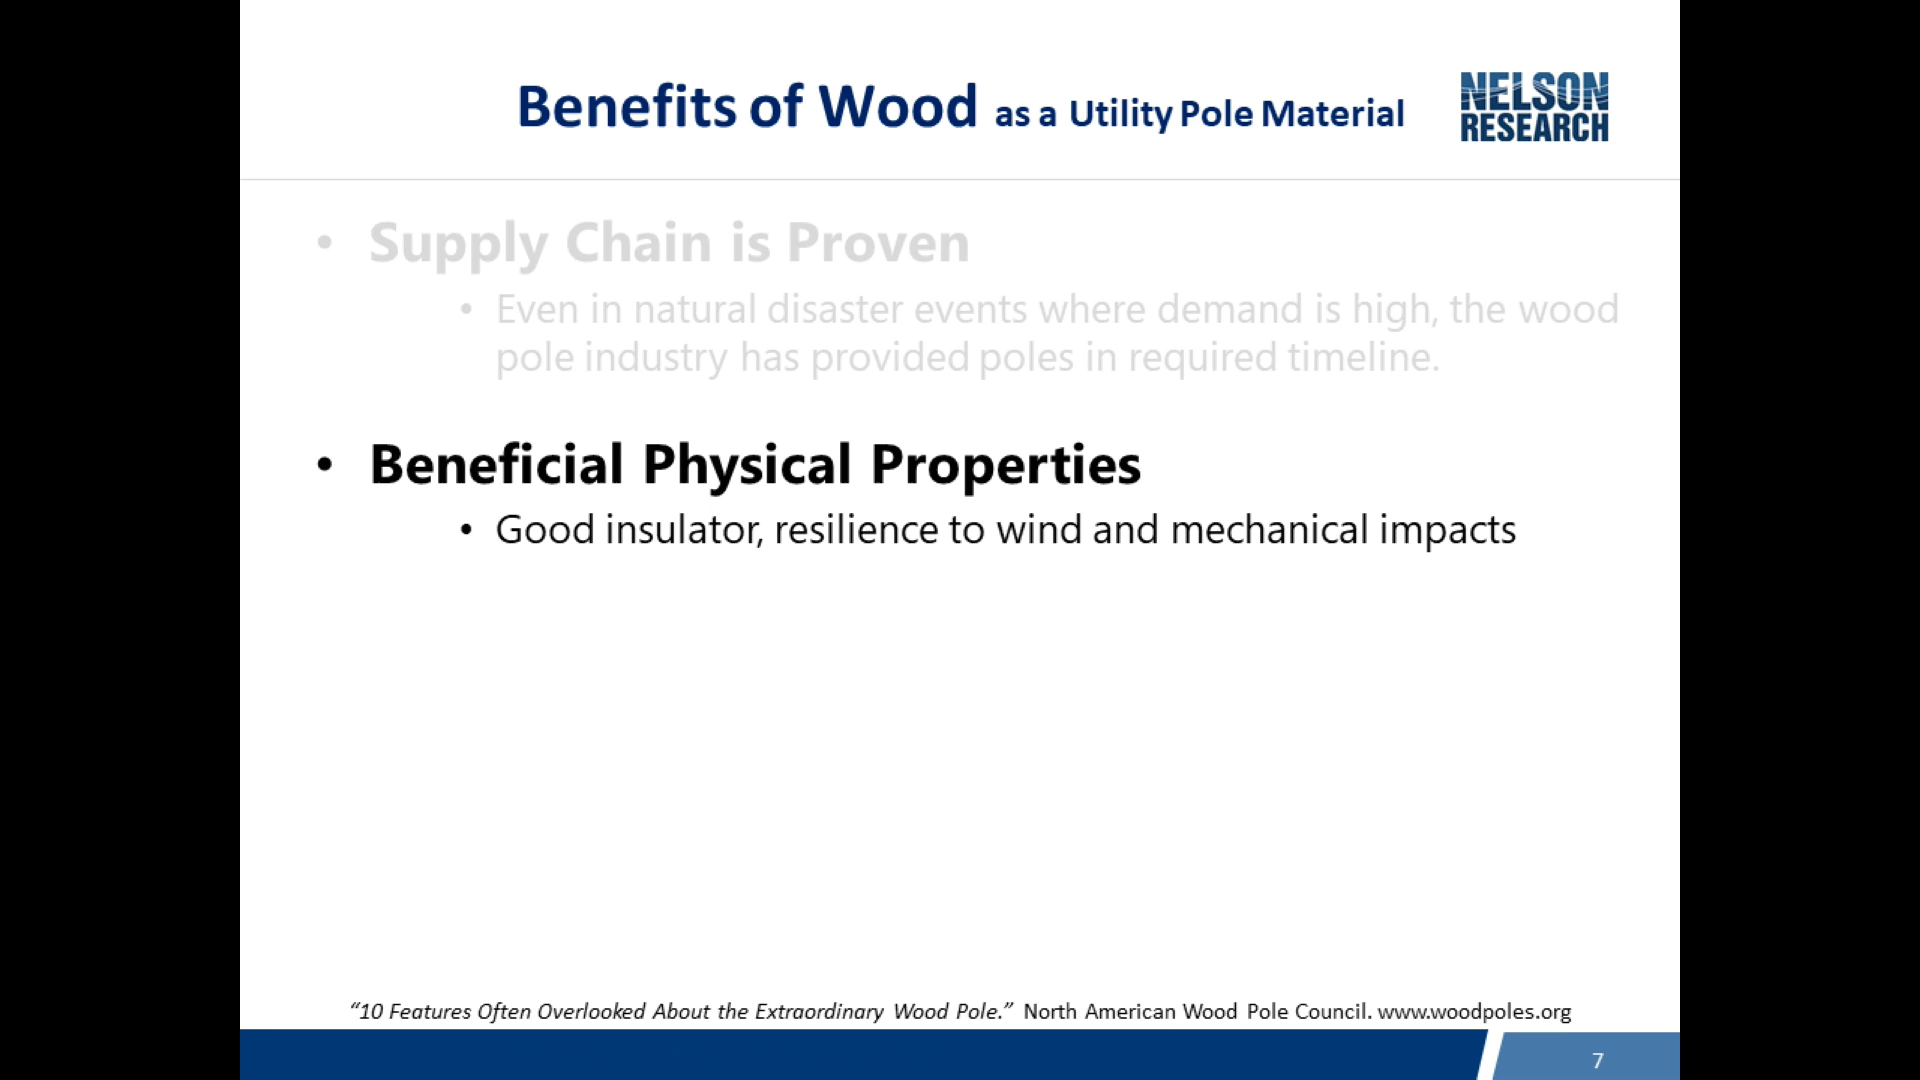 Benefits of Wood as a Utility Pole Material
NELSON
RESEARCH
• Supply Chain is Proven
• Even in natural disaster events where demand is high, the wood
pole industry has provided poles in required timeline.
• Beneficial Physical Properties
• Good insulator, resilience to wind and mechanical impacts
“10 Features Often Overlooked About the Extraordinary Wood Pole.” North American Wood Pole Council. www.woodpoles.org
7